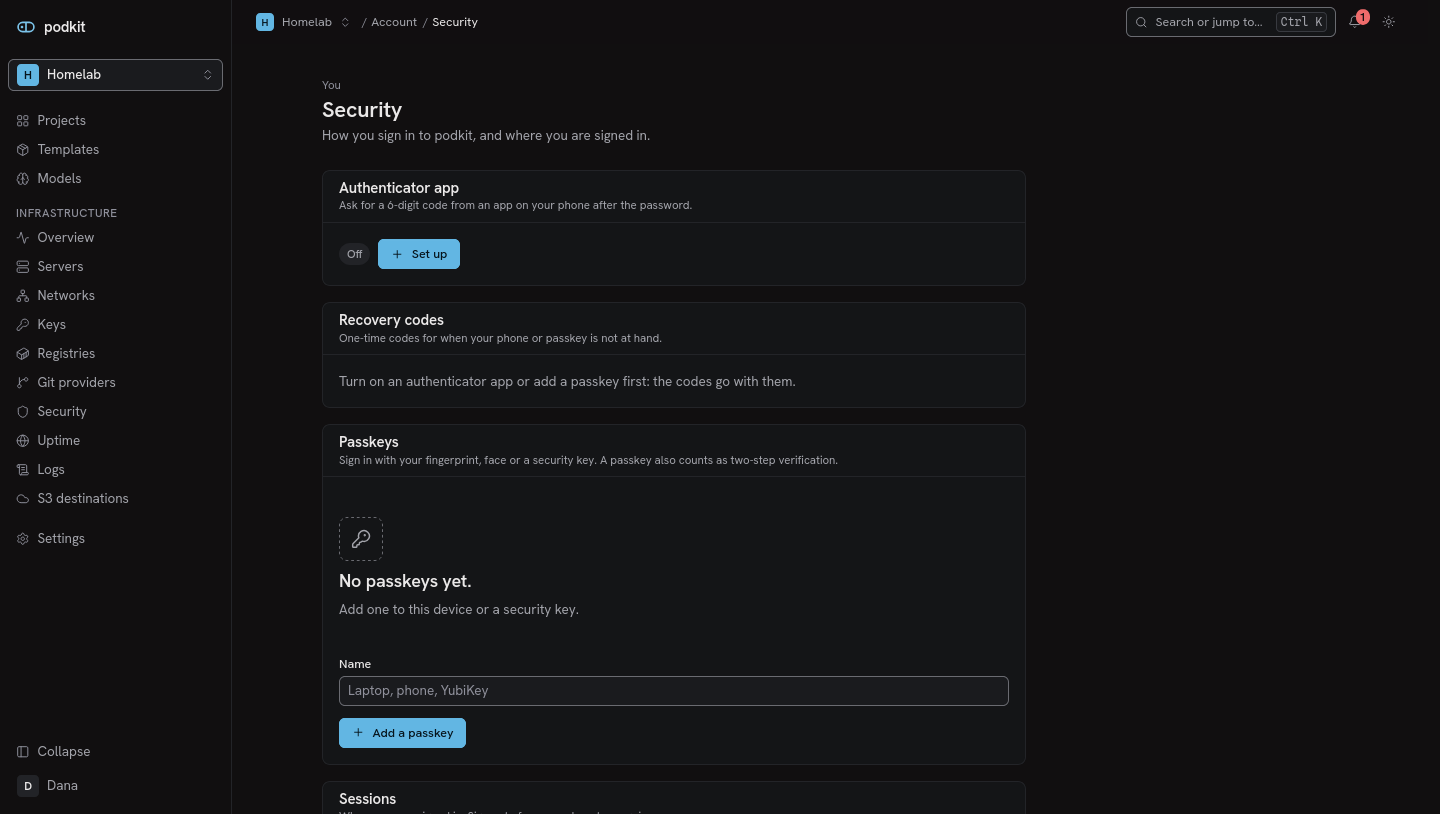 podkit
H Homelab
Projects
Templates
Models
INFRASTRUCTURE
Overview
Servers
Networks
Keys
Registries
Git providers
Security
Uptime
Logs
S3 destinations
Settings
Collapse
D Dana
H Homelab / Account / Security
Search or jump to... Ctrl K
1
You
Security
How you sign in to podkit, and where you are signed in.
Authenticator app
Ask for a 6-digit code from an app on your phone after the password.
Off
Set up
Recovery codes
One-time codes for when your phone or passkey is not at hand.
Turn on an authenticator app or add a passkey first: the codes go with them.
Passkeys
Sign in with your fingerprint, face or a security key. A passkey also counts as two-step verification.
No passkeys yet.
Add one to this device or a security key.
Name
Laptop, phone, YubiKey
Add a passkey
Sessions